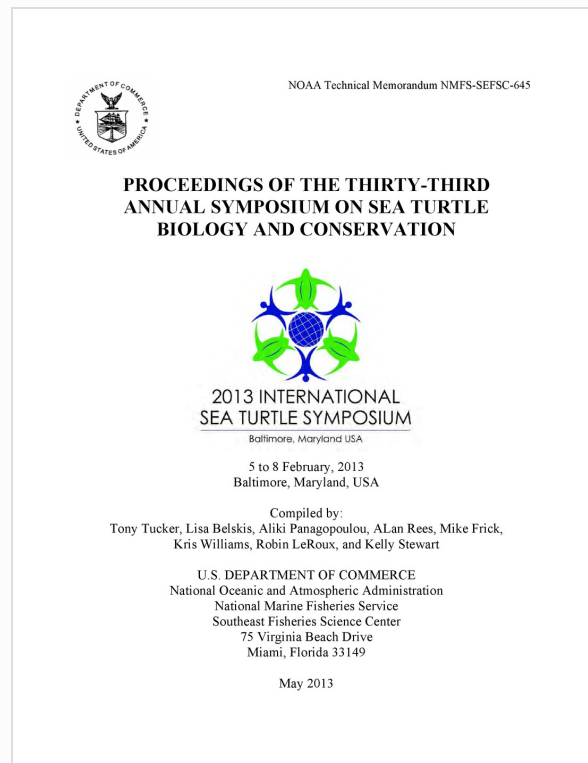 DEPARTMENT OF COMMERCE
UNITED STATES OF AMERICA
NOAA Technical Memorandum NMFS-SEFSC-645
PROCEEDINGS OF THE THIRTY-THIRD
ANNUAL SYMPOSIUM ON SEA TURTLE
BIOLOGY AND CONSERVATION
2013 INTERNATIONAL
SEA TURTLE SYMPOSIUM
Baltimore, Maryland USA
5 to 8 February, 2013
Baltimore, Maryland, USA
Compiled by:
Tony Tucker, Lisa Belskis, Aliki Panagopoulou, ALan Rees, Mike Frick,
Kris Williams, Robin LeRoux, and Kelly Stewart
U.S. DEPARTMENT OF COMMERCE
National Oceanic and Atmospheric Administration
National Marine Fisheries Service
Southeast Fisheries Science Center
75 Virginia Beach Drive
Miami, Florida 33149
May 2013